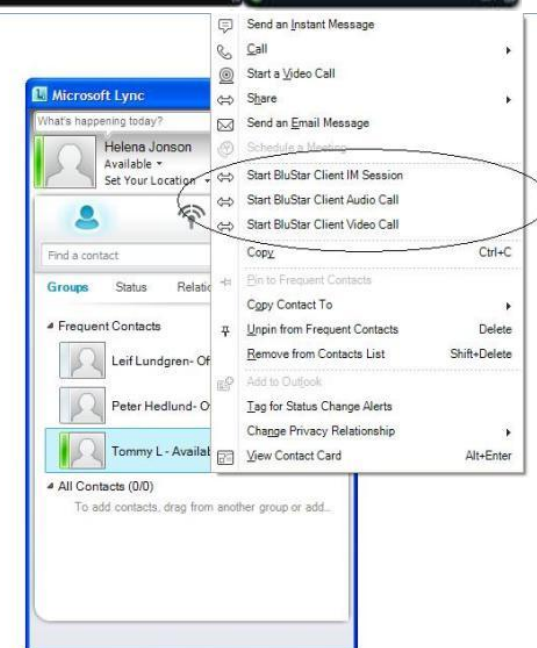 Microsoft Lync
What's happening today?
Helena Jonson
Available
Set Your Location
Find a contact
Groups Status
Frequent Contacts
Leif Lundgren-
Peter Hedlund-
Tommy L -
All Contacts (0/0)
To add contacts, drag from another group or add..
Send an Instant Message
Call
Start a Video Call
Share
Send an Email Message
Schedule a Meeting
Start BluStar Client IM Session
Start BluStar Client Audio Call
Start BluStar Client Video Call
Copy Ctrl+C
Pin to Frequent Contacts
Copy Contact To
Unpin from Frequent Contacts Delete
Remove from Contacts List Shift+Delete
Add to Outlook
Tag for Status Change Alerts
Change Privacy Relationship
View Contact Card Alt+Enter